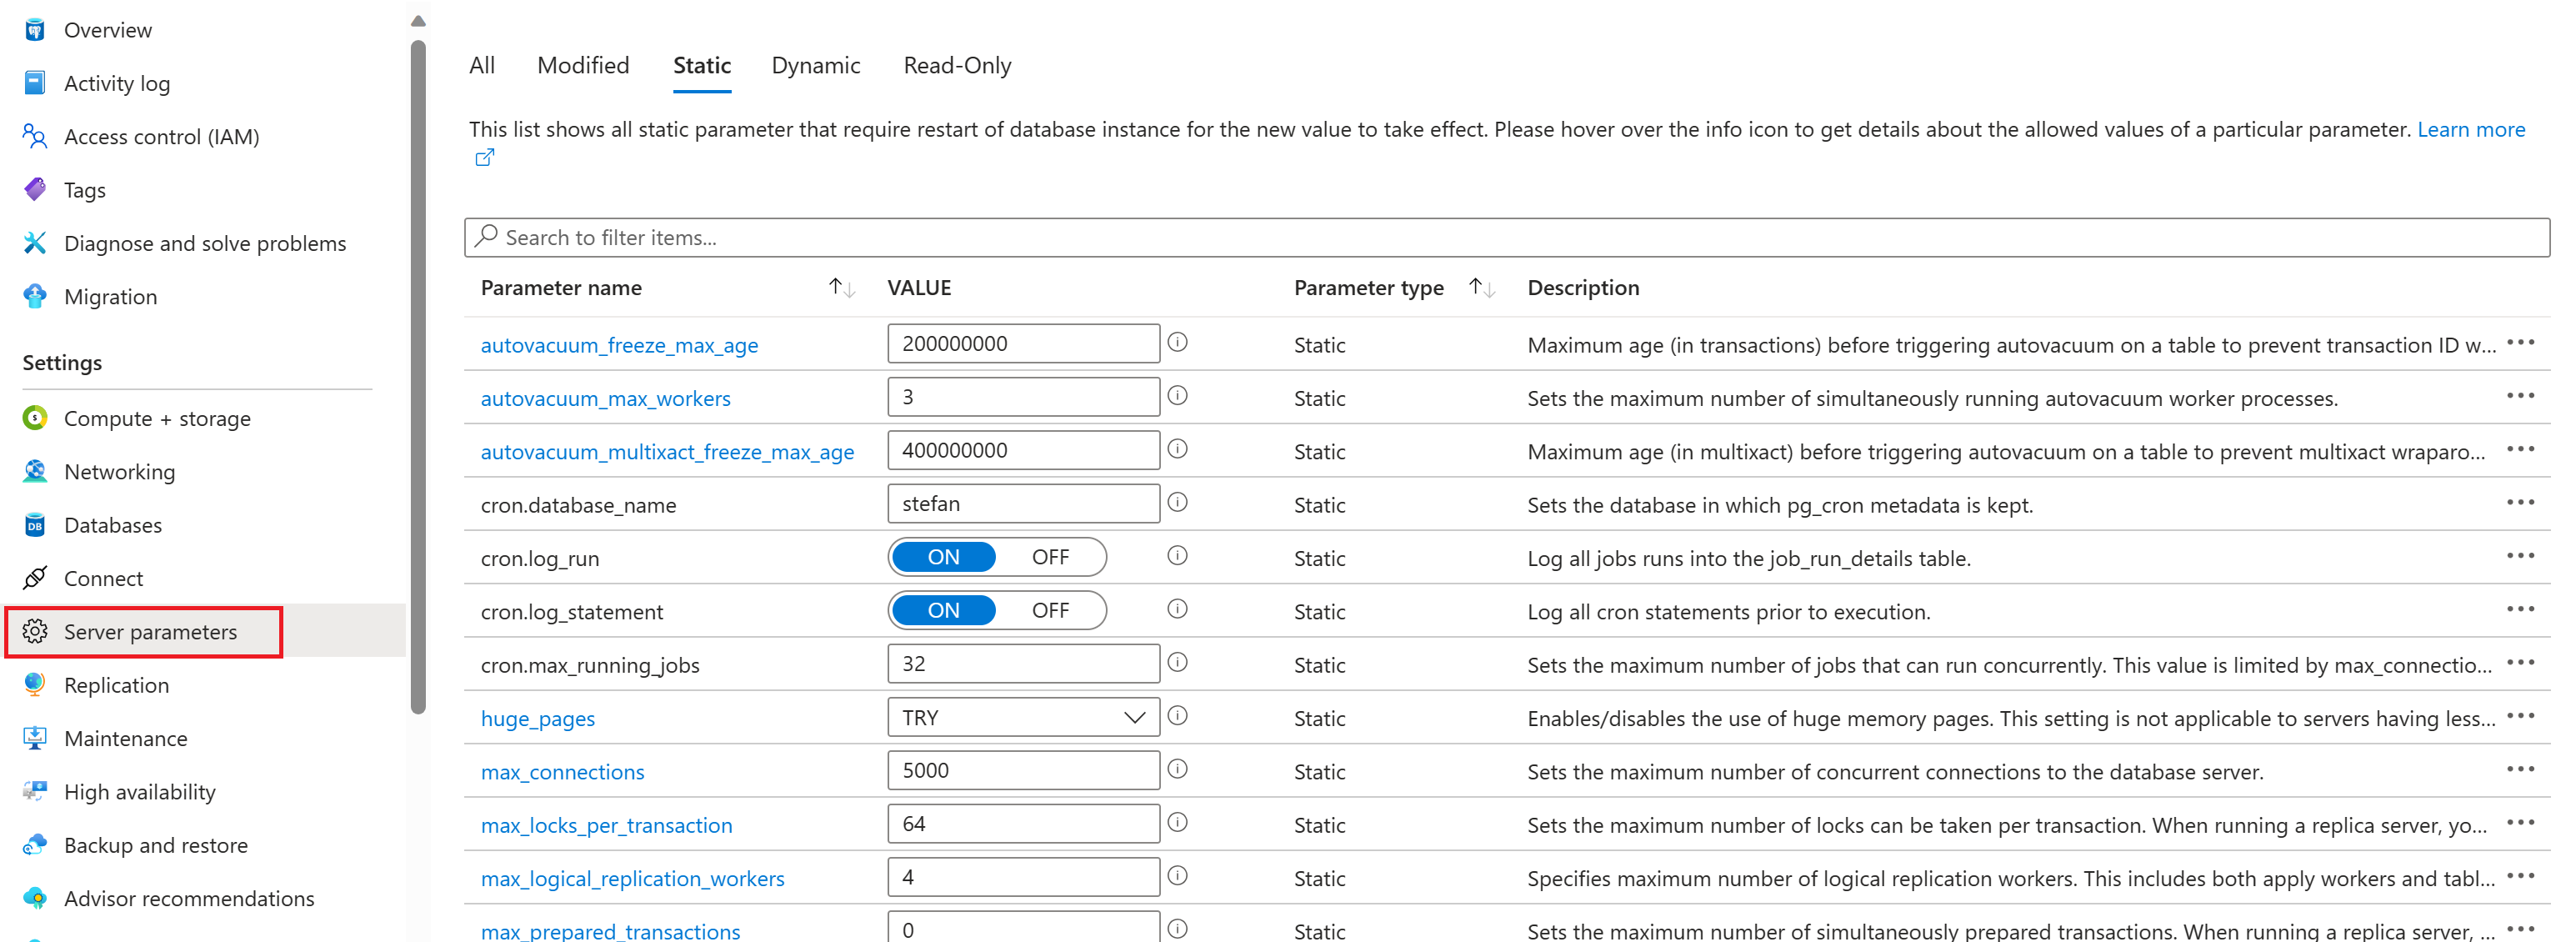 Overview
Activity log
Access control (IAM)
Tags
Diagnose and solve problems
Migration
Settings
Compute + storage
Networking
Databases
Connect
Server parameters
Replication
Maintenance
High availability
Backup and restore
Advisor recommendations
All Modified Static Dynamic Read-Only
This list shows all static parameter that require restart of database instance for the new value to take effect. Please hover over the info icon to get details about the allowed values of a particular parameter. Learn more
Search to filter items...
Parameter name VALUE Parameter type Description
autovacuum_freeze_max_age 200000000 Static Maximum age (in transactions) before triggering autovacuum on a table to prevent transaction ID w...
autovacuum_max_workers 3 Static Sets the maximum number of simultaneously running autovacuum worker processes.
autovacuum_multixact_freeze_max_age 400000000 Static Maximum age (in multixact) before triggering autovacuum on a table to prevent multixact wraparo...
cron.database_name stefan Static Sets the database in which pg_cron metadata is kept.
cron.log_run ON OFF Static Log all jobs runs into the job_run_details table.
cron.log_statement ON OFF Static Log all cron statements prior to execution.
cron.max_running_jobs 32 Static Sets the maximum number of jobs that can run concurrently. This value is limited by max_connectio...
huge_pages TRY Static Enables/disables the use of huge memory pages. This setting is not applicable to servers having less...
max_connections 5000 Static Sets the maximum number of concurrent connections to the database server.
max_locks_per_transaction 64 Static Sets the maximum number of locks can be taken per transaction. When running a replica server, yo...
max_logical_replication_workers 4 Static Specifies maximum number of logical replication workers. This includes both apply workers and tabl...
max_prepared_transactions 0 Static Sets the maximum number of simultaneously prepared transactions. When running a replica server, ...